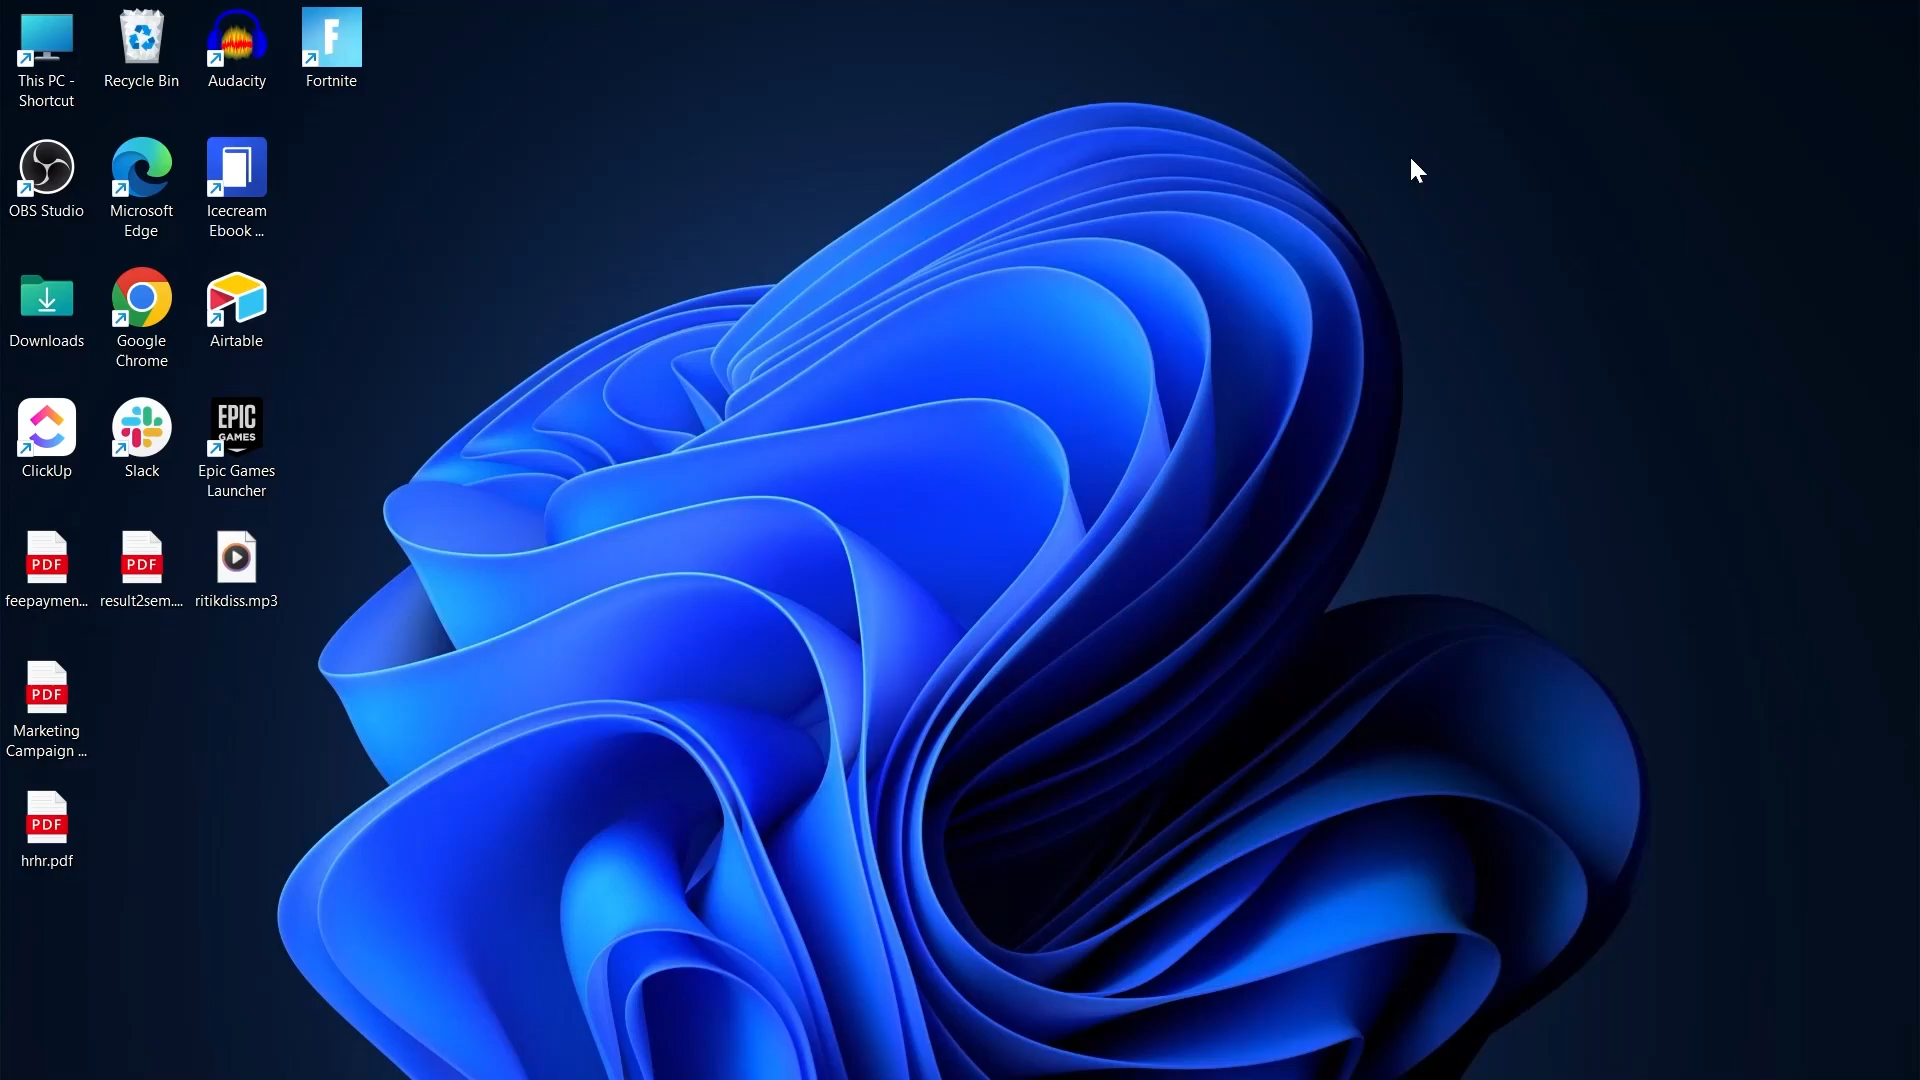 This PC -
Shortcut
Recycle Bin
Audacity
F
Fortnite
OBS Studio
Microsoft
Edge
Icecream
Ebook ...
Downloads
Google
Chrome
Airtable
ClickUp
Slack
EPIC
GAMES
Epic Games
Launcher
PDF
feepaymen...
PDF
result2sem....
ritikdiss.mp3
PDF
Marketing
Campaign ...
PDF
hrhr.pdf